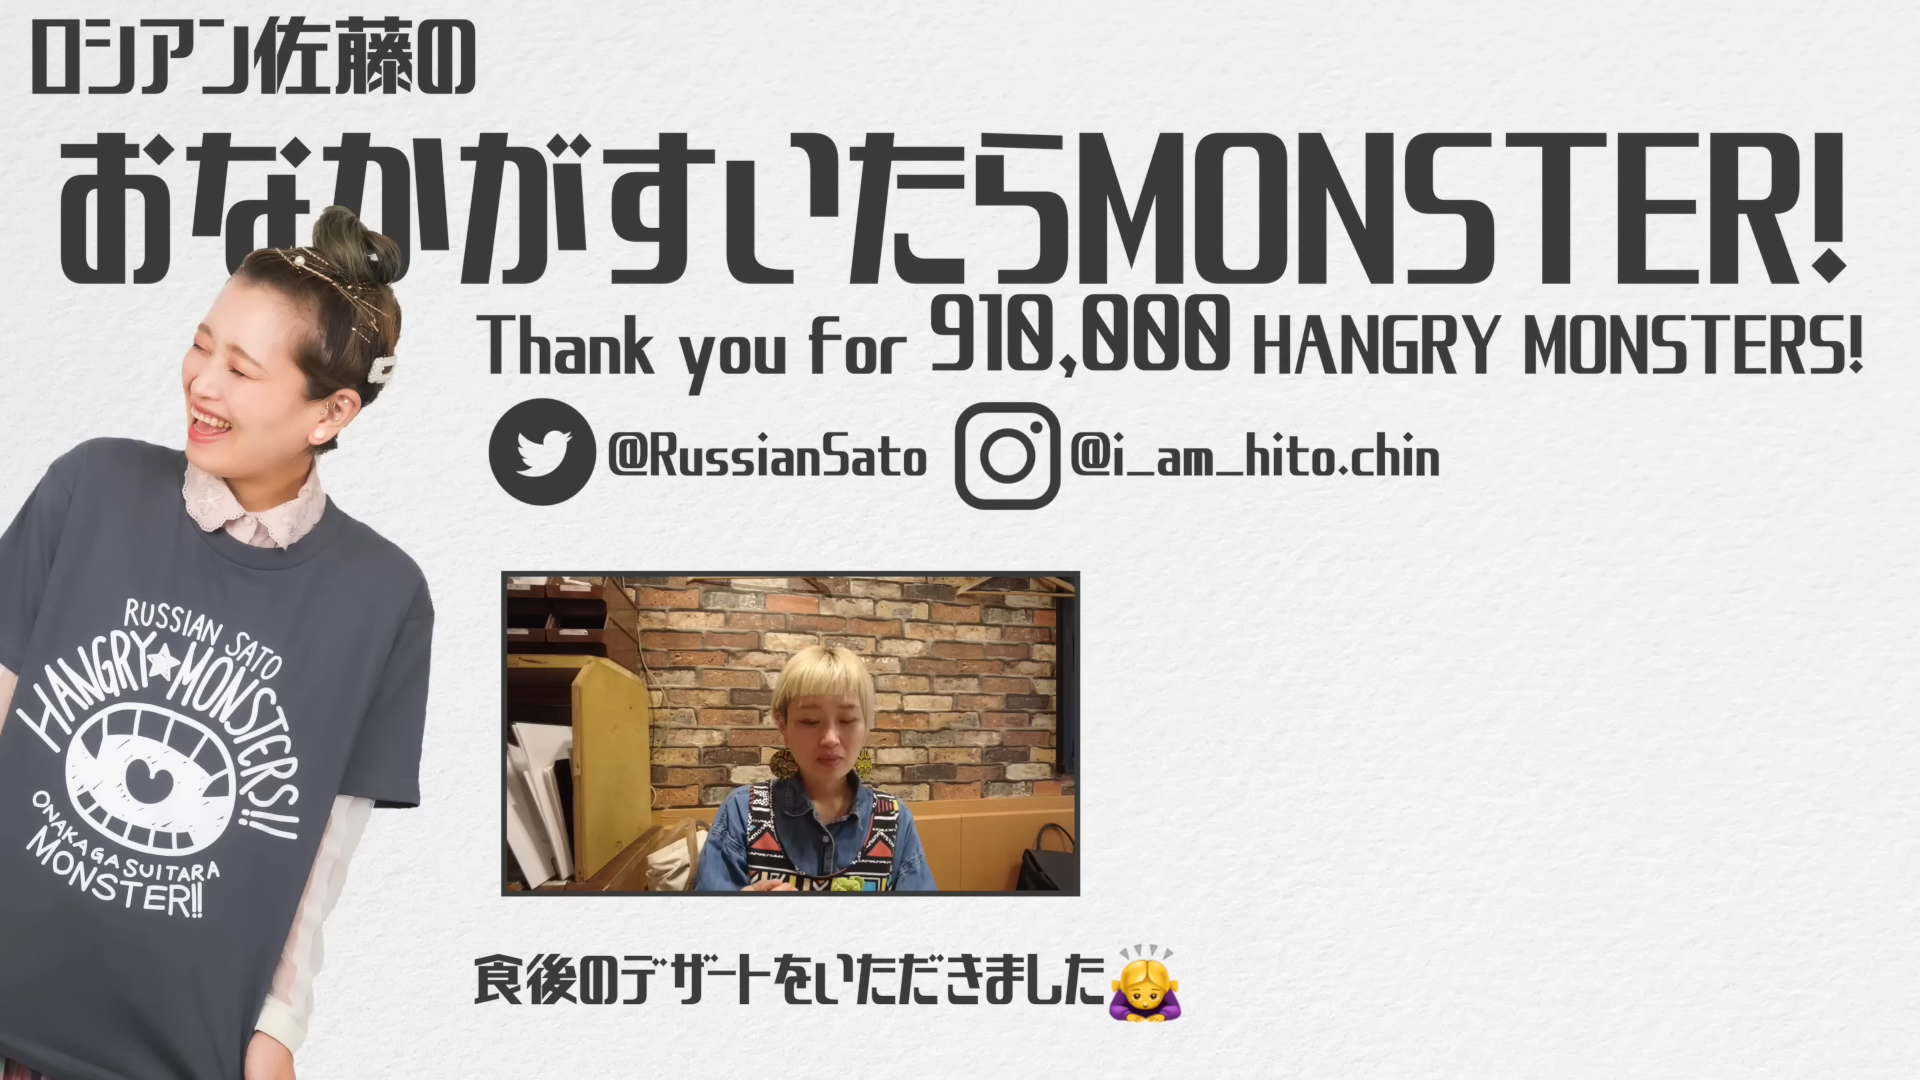 ロシアン佐藤の
おなかがすいたらMONSTER!
Thank you for 910,000 HANGRY MONSTERS!
@RussianSato @i_am_hito.chin
RUSSIAN SATO
HANGRY★MONSTERS!!
ONAKAGASUITARA
MONSTER!!
食後のデザートをいただきました🙇‍♀️